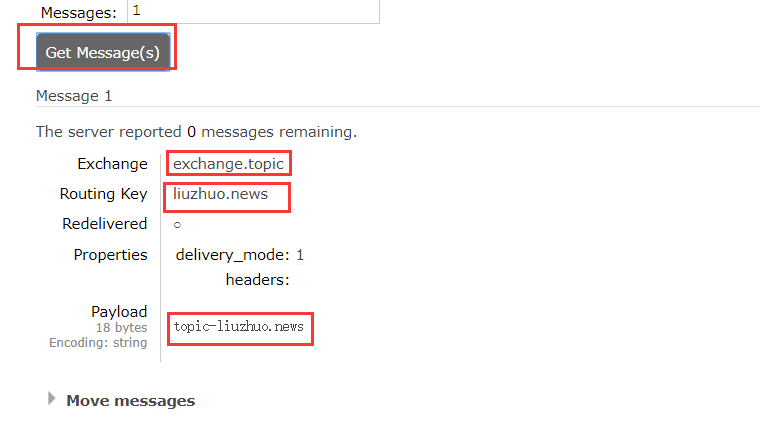 Messages: 1
Get Message(s)
Message 1
The server reported 0 messages remaining.
Exchange exchange.topic
Routing Key liuzhuo.news
Redelivered ○
Properties delivery_mode: 1
headers:
Payload
18 bytes
Encoding: string
topic-liuzhuo.news
Move messages